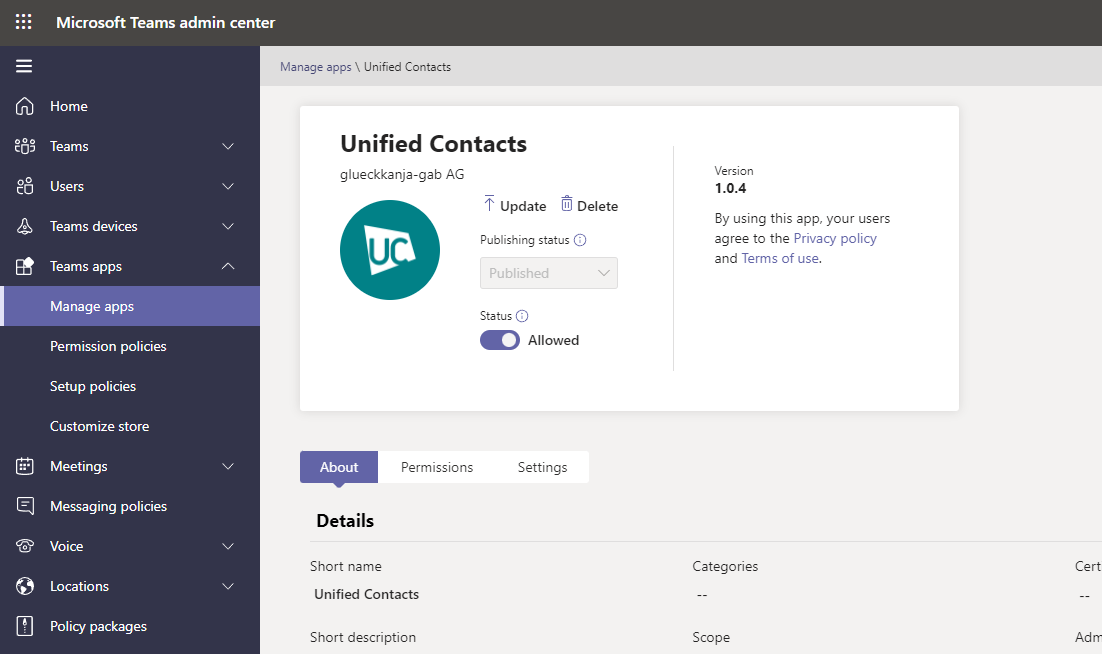 Microsoft Teams admin center
Home
Teams
Users
Teams devices
Teams apps
Manage apps
Permission policies
Setup policies
Customize store
Meetings
Messaging policies
Voice
Locations
Policy packages
Manage apps \ Unified Contacts
Unified Contacts
glueckkanja-gab AG
UC
Update Delete
Publishing status
Published
Status
Allowed
Version
1.0.4
By using this app, your users
agree to the Privacy policy
and Terms of use.
About Permissions Settings
Details
Short name Categories Cert
Unified Contacts -- --
Short description Scope Adm